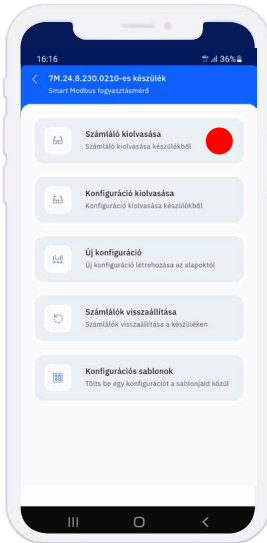 16:16
36%
7M.24.8.230.0210-es készülék
Smart Modbus fogyasztásmérő
Számláló kiolvasása
Számláló kiolvasása készülékből
Konfiguráció kiolvasása
Konfiguráció kiolvasása készülékből
Új konfiguráció
Új konfiguráció létrehozása az alapoktól
Számlálók visszaállítása
Számlálók visszaállítása a készüléken
Konfigurációs sablonok
Tölts be egy konfigurációt a sablonjaid közül